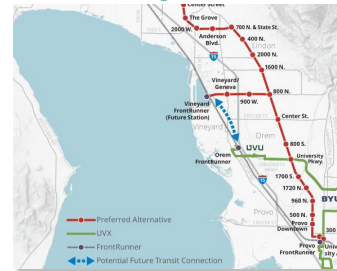 Center Street
The Grove
2000 W.
Anderson
Blvd.
700 N. & State St.
400 N.
Lindon
2000 N.
15
1600 N.
Vineyard/
Geneva
800 N.
900 W.
Vineyard
FrontRunner
(Future Station)
Center St.
Vineyard
Orem
800 S.
UVU
Orem
FrontRunner
University
Pkwy.
15
1700 S.
1720 N.
BYU
960 N.
Provo
500 N.
Provo
Downtown
300
Provo
FrontRunner
Preferred Alternative
UVX
FrontRunner
Potential Future Transit Connection